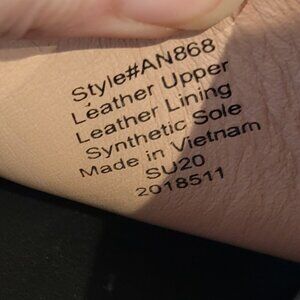 Style#AN868
Leather Upper
Leather Lining
Synthetic Sole
Made in Vietnam
SU20
2018511